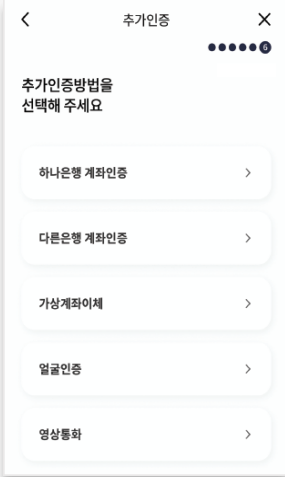 추가인증
6
추가인증방법을
선택해 주세요
하나은행 계좌인증
다른은행 계좌인증
가상계좌이체
얼굴인증
영상통화